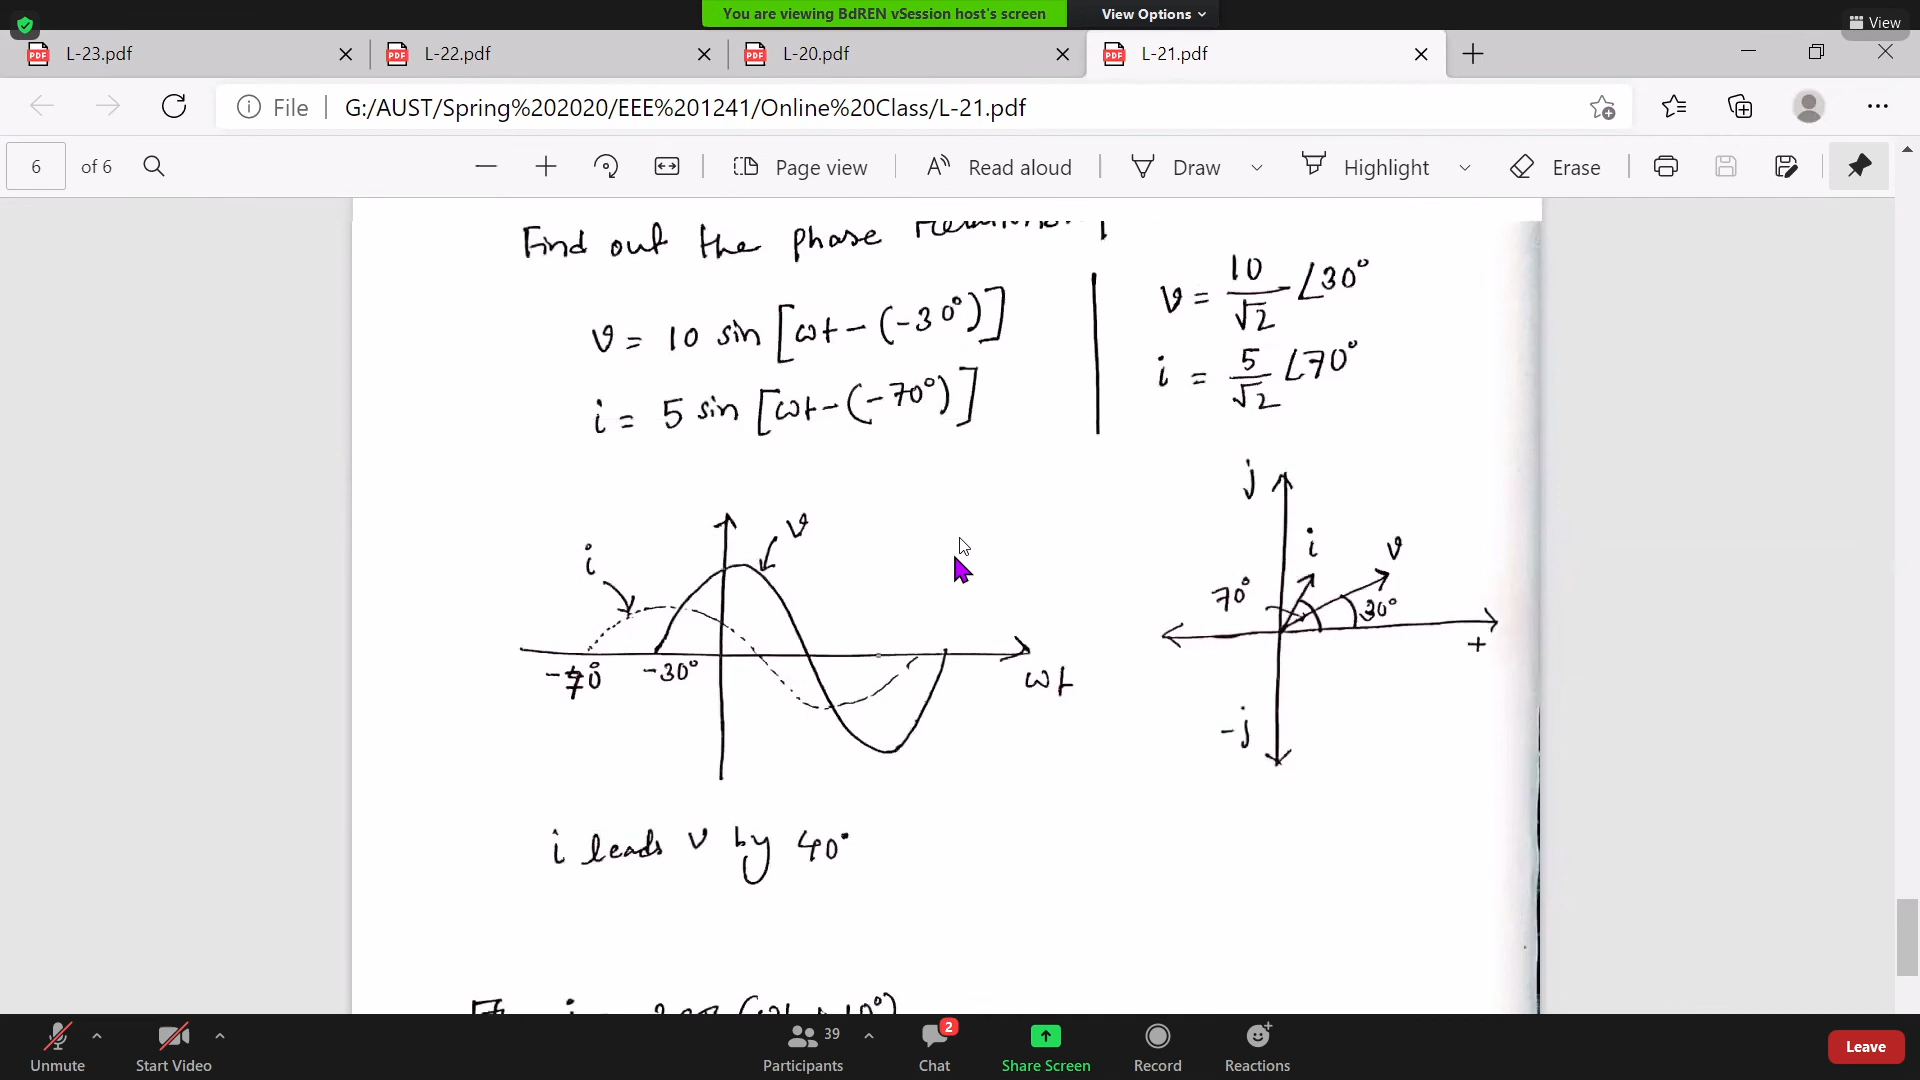 You are viewing BdREN vSession host's screen
View Options
View
L-23.pdf
L-22.pdf
L-20.pdf
L-21.pdf
File
G:/AUST/Spring%202020/EEE%201241/Online%20Class/L-21.pdf
6
of 6
Page view
Read aloud
Draw
Highlight
Erase
Find out the phase
v = 10 sin [ωt-(-30°)]
i = 5 sin [ωt-(-70°)]
v = 10/√2 ∠30°
i = 5/√2 ∠70°
i
v
-70°
-30°
ωt
j
i
v
70°
30°
+
-j
i leads v by 40°
Unmute
Start Video
39
Participants
2
Chat
Share Screen
Record
Reactions
Leave